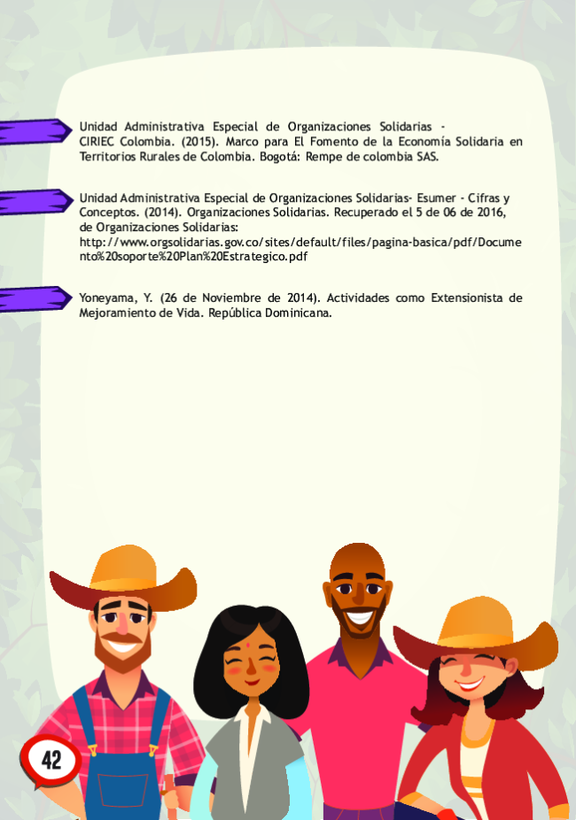 Unidad Administrativa Especial de Organizaciones Solidarias -
CIRIEC Colombia. (2015). Marco para El Fomento de la Economía Solidaria en
Territorios Rurales de Colombia. Bogotá: Rempe de colombia SAS.
Unidad Administrativa Especial de Organizaciones Solidarias- Esumer - Cifras y
Conceptos. (2014). Organizaciones Solidarias. Recuperado el 5 de 06 de 2016,
de Organizaciones Solidarias:
http://www.orgsolidarias.gov.co/sites/default/files/pagina-basica/pdf/Docume
nto%20soporte%20Plan%20Estrategico.pdf
Yoneyama, Y. (26 de Noviembre de 2014). Actividades como Extensionista de
Mejoramiento de Vida. República Dominicana.
42